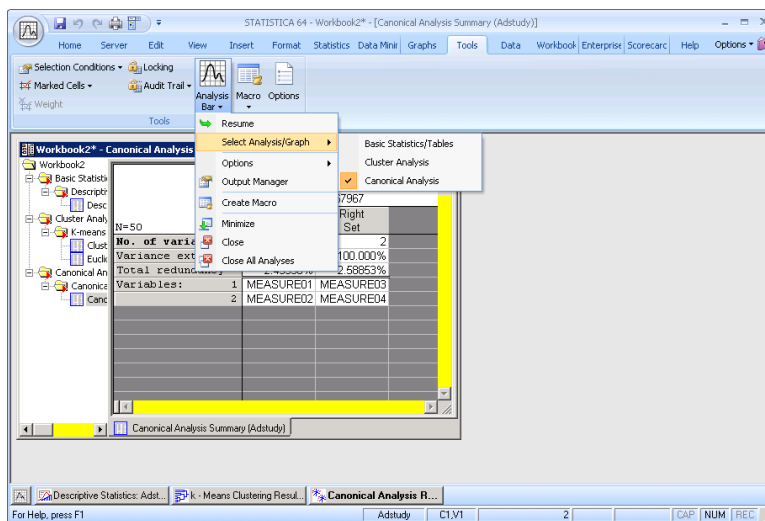 STATISTICA 64 - Workbook2* - [Canonical Analysis Summary (Adstudy)]
Home Server Edit View Insert Format Statistics Data Minir Graphs Tools Data Workbook Enterprise Scorecarc Help Options
Selection Conditions Locking
Marked Cells Audit Trail
Weight
Analysis Bar Macro Options
Tools
Resume
Select Analysis/Graph
Options
Output Manager
Create Macro
Minimize
Close
Close All Analyses
Basic Statistics/Tables
Cluster Analysis
Canonical Analysis
Workbook2* - Canonical Analysis
Workbook2
Basic Statisti
Descripti
Desc
Cluster Analy
K-means
Clust
Euclid
Canonical An
Canonica
Cano
57967
Right
Set
N=50
No. of varia 2
Variance ext 100.000%
Total redund 2.58853%
Variables: 1 MEASURE01 MEASURE03
2 MEASURE02 MEASURE04
Canonical Analysis Summary (Adstudy)
Descriptive Statistics: Adst... k - Means Clustering Resul... Canonical Analysis R...
For Help, press F1 Adstudy C1,V1 2 CAP NUM REC